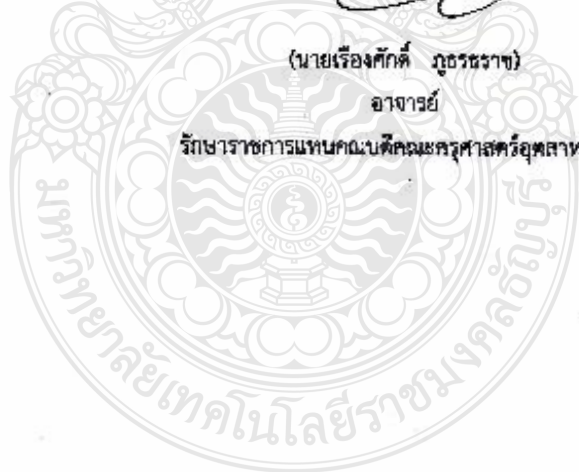 (นายเรืองศักดิ์ ภูธรธราช)
อาจารย์
รักษาราชการแทนคณบดีคณะครุศาสตร์อุตสาห
มหาวิทยาลัยเทคโนโลยีราชมงคลธัญบุรี